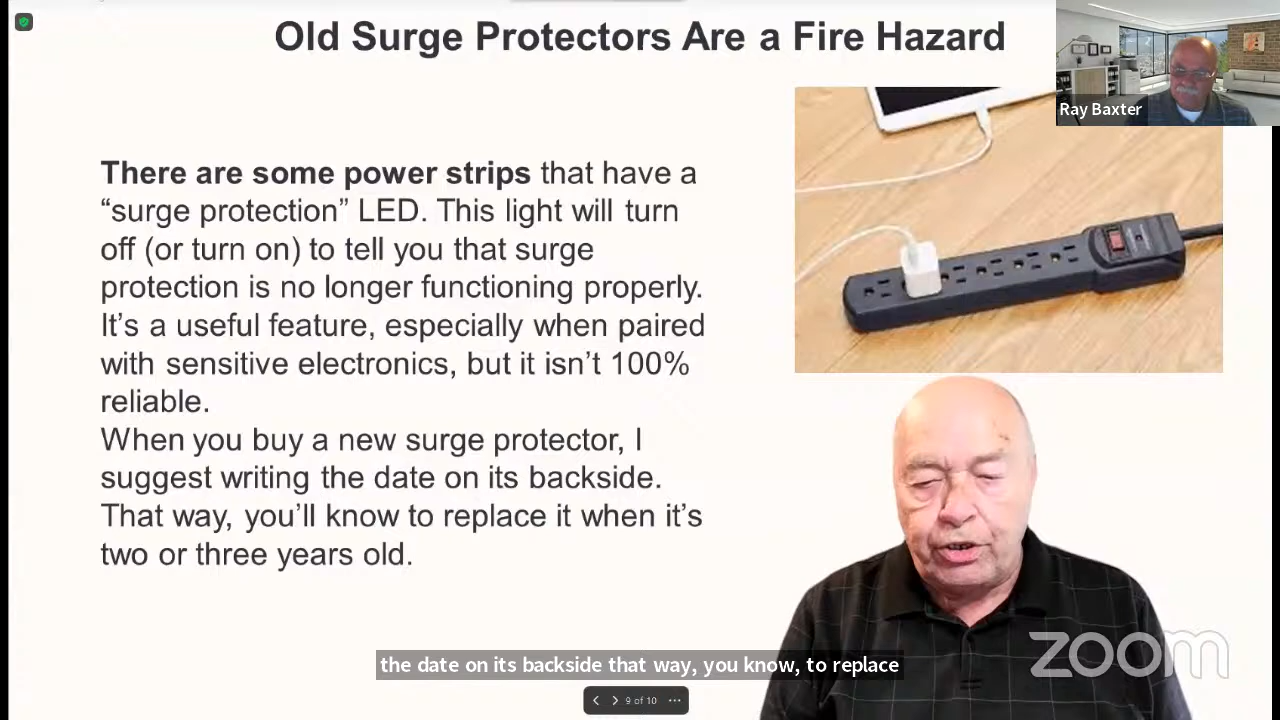 Old Surge Protectors Are a Fire Hazard
Ray Baxter
There are some power strips that have a
“surge protection” LED. This light will turn
off (or turn on) to tell you that surge
protection is no longer functioning properly.
It’s a useful feature, especially when paired
with sensitive electronics, but it isn’t 100%
reliable.
When you buy a new surge protector, I
suggest writing the date on its backside.
That way, you’ll know to replace it when it’s
two or three years old.
zoom
the date on its backside that way, you know, to replace
9 of 10